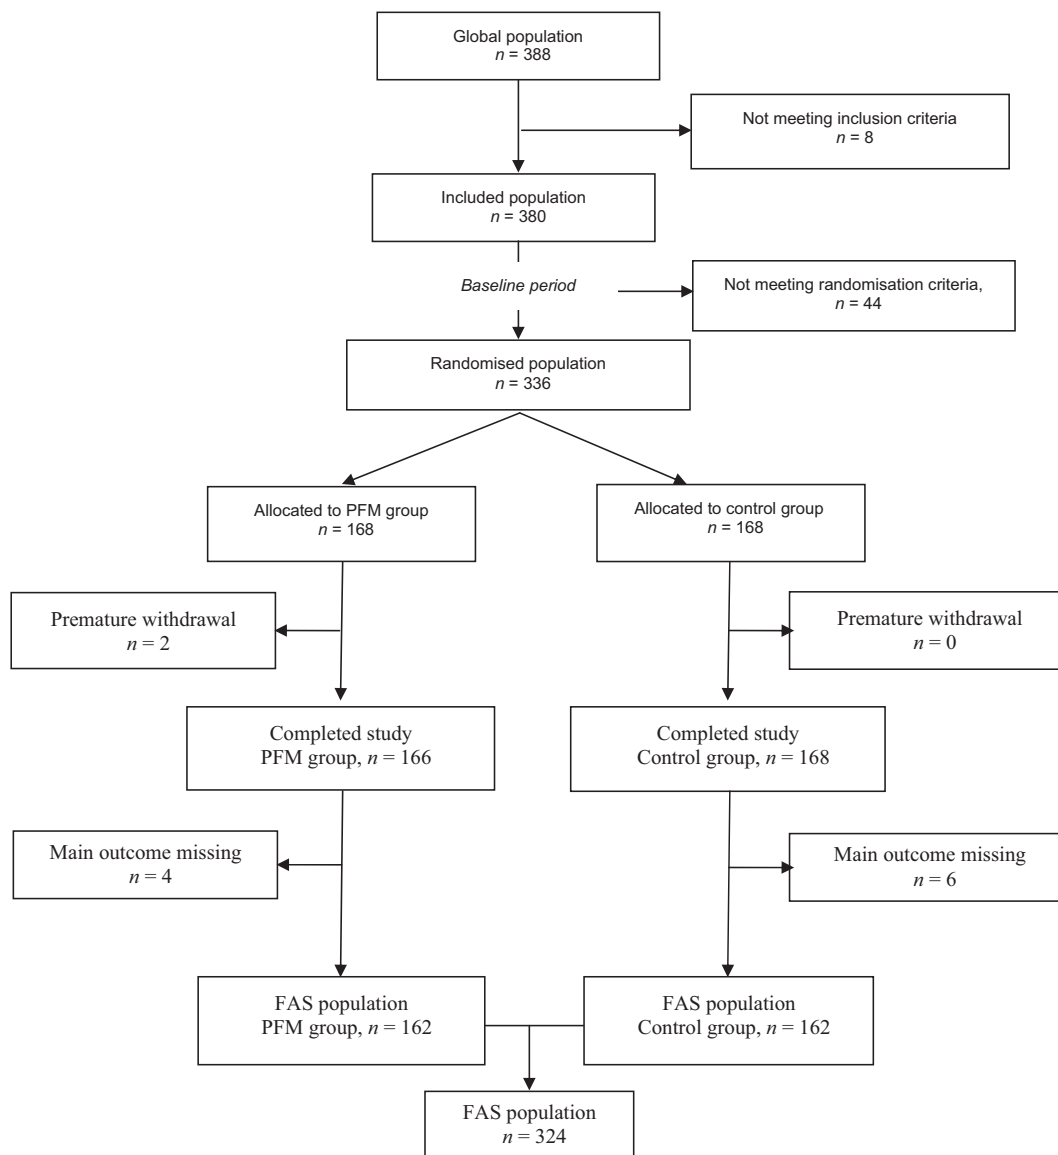 Global population
n = 388
Not meeting inclusion criteria
n = 8
Included population
n = 380
Baseline period
Not meeting randomisation criteria,
n = 44
Randomised population
n = 336
Allocated to PFM group
n = 168
Allocated to control group
n = 168
Premature withdrawal
n = 2
Premature withdrawal
n = 0
Completed study
PFM group, n = 166
Completed study
Control group, n = 168
Main outcome missing
n = 4
Main outcome missing
n = 6
FAS population
PFM group, n = 162
FAS population
Control group, n = 162
FAS population
n = 324